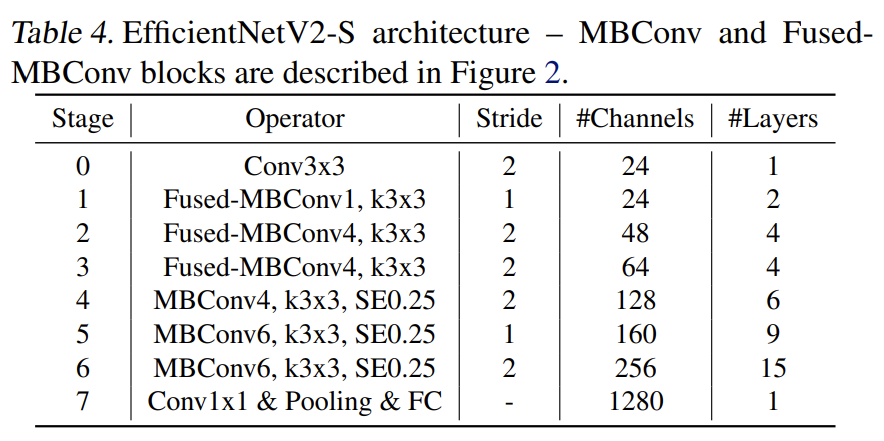 Table 4. EfficientNetV2-S architecture – MBConv and Fused-
MBConv blocks are described in Figure 2.
Stage Operator Stride #Channels #Layers
0 Conv3x3 2 24 1
1 Fused-MBConv1, k3x3 1 24 2
2 Fused-MBConv4, k3x3 2 48 4
3 Fused-MBConv4, k3x3 2 64 4
4 MBConv4, k3x3, SE0.25 2 128 6
5 MBConv6, k3x3, SE0.25 1 160 9
6 MBConv6, k3x3, SE0.25 2 256 15
7 Conv1x1 & Pooling & FC - 1280 1